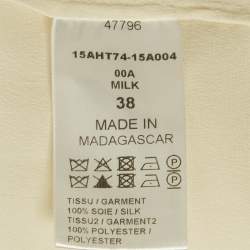 47796
15AHT74-15A004
00A
MILK
38
MADE IN
MADAGASCAR
TISSU / GARMENT
100% SOIE / SILK
TISSU2 / GARMENT2
100% POLYESTER /
POLYESTER